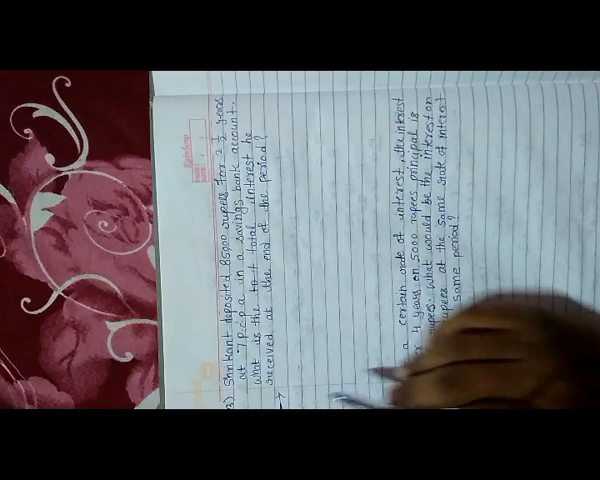 3) Shrikant deposited 85000 rupees for 2 1/2 years
at 7 p.c.p.a in a savings bank account.
what is the to t total interest he
received at the end of the period?
→
a certain rate of interest, the interest
4 years on 5000 rupees principal is
rupees. What would be the interest on
rupees at the same rate of interest
same period?